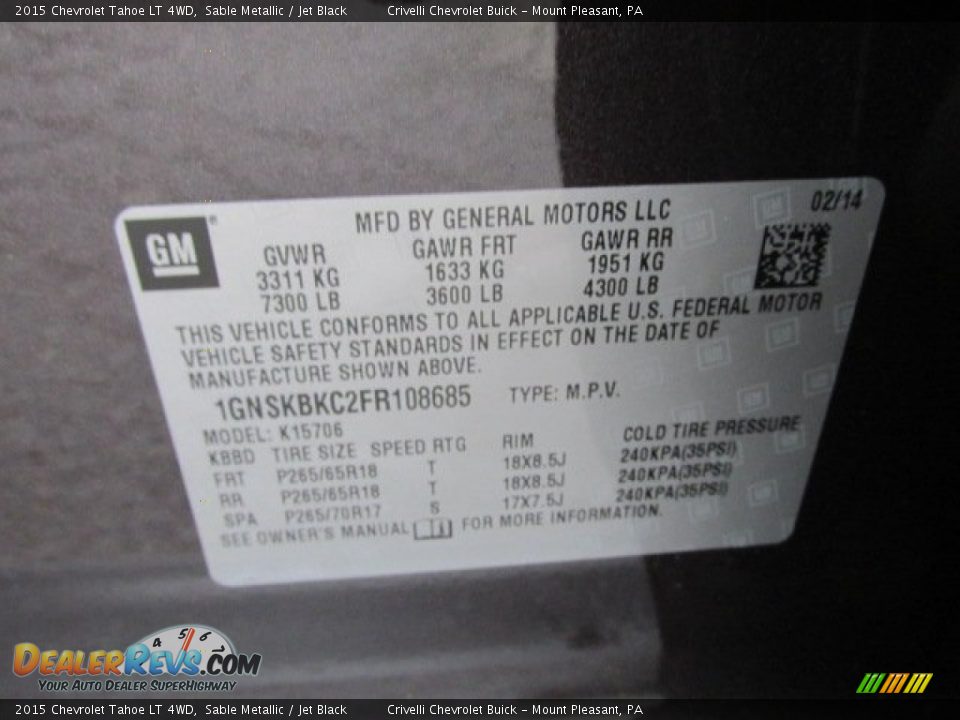 2015 Chevrolet Tahoe LT 4WD, Sable Metallic / Jet Black Crivelli Chevrolet Buick - Mount Pleasant, PA
02/14
GM®
MFD BY GENERAL MOTORS LLC
GVWR GAWR FRT GAWR RR
3311 KG 1633 KG 1951 KG
7300 LB 3600 LB 4300 LB
THIS VEHICLE CONFORMS TO ALL APPLICABLE U.S. FEDERAL MOTOR
VEHICLE SAFETY STANDARDS IN EFFECT ON THE DATE OF
MANUFACTURE SHOWN ABOVE.
1GNSKBKC2FR108685 TYPE: M.P.V.
MODEL: K15706
KBBD TIRE SIZE SPEED RTG RIM COLD TIRE PRESSURE
FRT P265/65R18 T 18X8.5J 240KPA(35PSI)
RR P265/65R18 T 18X8.5J 240KPA(35PSI)
SPA P265/70R17 S 17X7.5J 240KPA(35PSI)
SEE OWNER'S MANUAL FOR MORE INFORMATION.
4 5 6
DEALERREVS.COM
YOUR AUTO DEALER SUPERHIGHWAY
2015 Chevrolet Tahoe LT 4WD, Sable Metallic / Jet Black Crivelli Chevrolet Buick - Mount Pleasant, PA